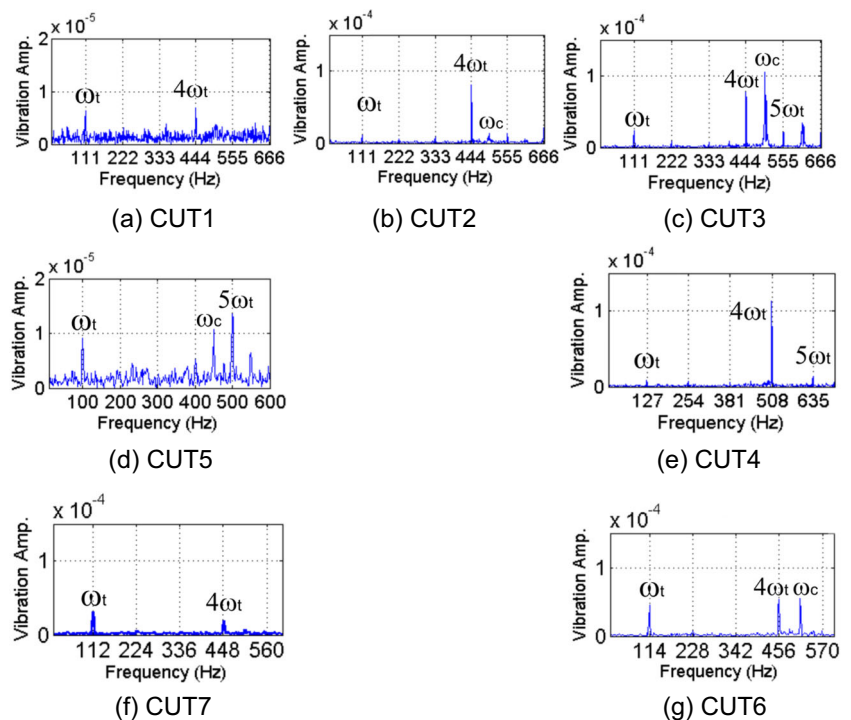 x 10⁻⁵
Vibration Amp.
2
1
0
ωt
4ωt
111 222 333 444 555 666
Frequency (Hz)
(a) CUT1
x 10⁻⁴
Vibration Amp.
1
0
ωt
4ωt
ωc
111 222 333 444 555 666
Frequency (Hz)
(b) CUT2
x 10⁻⁴
Vibration Amp.
1
0
ωt
4ωt
ωc
5ωt
111 222 333 444 555 666
Frequency (Hz)
(c) CUT3
x 10⁻⁵
Vibration Amp.
2
1
0
ωt
ωc
5ωt
100 200 300 400 500 600
Frequency (Hz)
(d) CUT5
x 10⁻⁴
Vibration Amp.
1
0
ωt
4ωt
5ωt
127 254 381 508 635
Frequency (Hz)
(e) CUT4
x 10⁻⁴
Vibration Amp.
1
0
ωt
4ωt
112 224 336 448 560
Frequency (Hz)
(f) CUT7
x 10⁻⁴
Vibration Amp.
1
0
ωt
4ωt
ωc
114 228 342 456 570
Frequency (Hz)
(g) CUT6